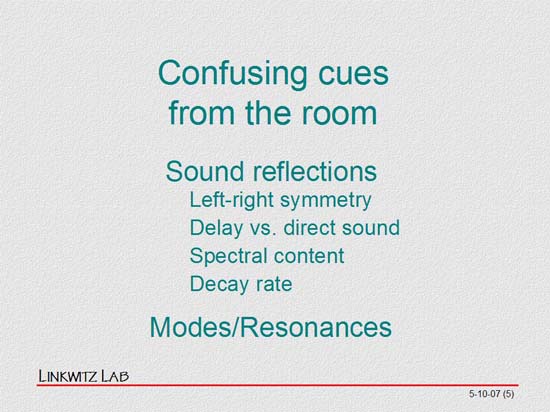 Confusing cues
from the room
Sound reflections
Left-right symmetry
Delay vs. direct sound
Spectral content
Decay rate
Modes/Resonances
LINKWITZ LAB
5-10-07 (5)